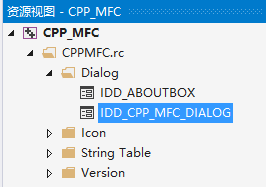 资源视图 - CPP_MFC
CPP_MFC
CPPMFC.rc
Dialog
IDD_ABOUTBOX
IDD_CPP_MFC_DIALOG
Icon
String Table
Version